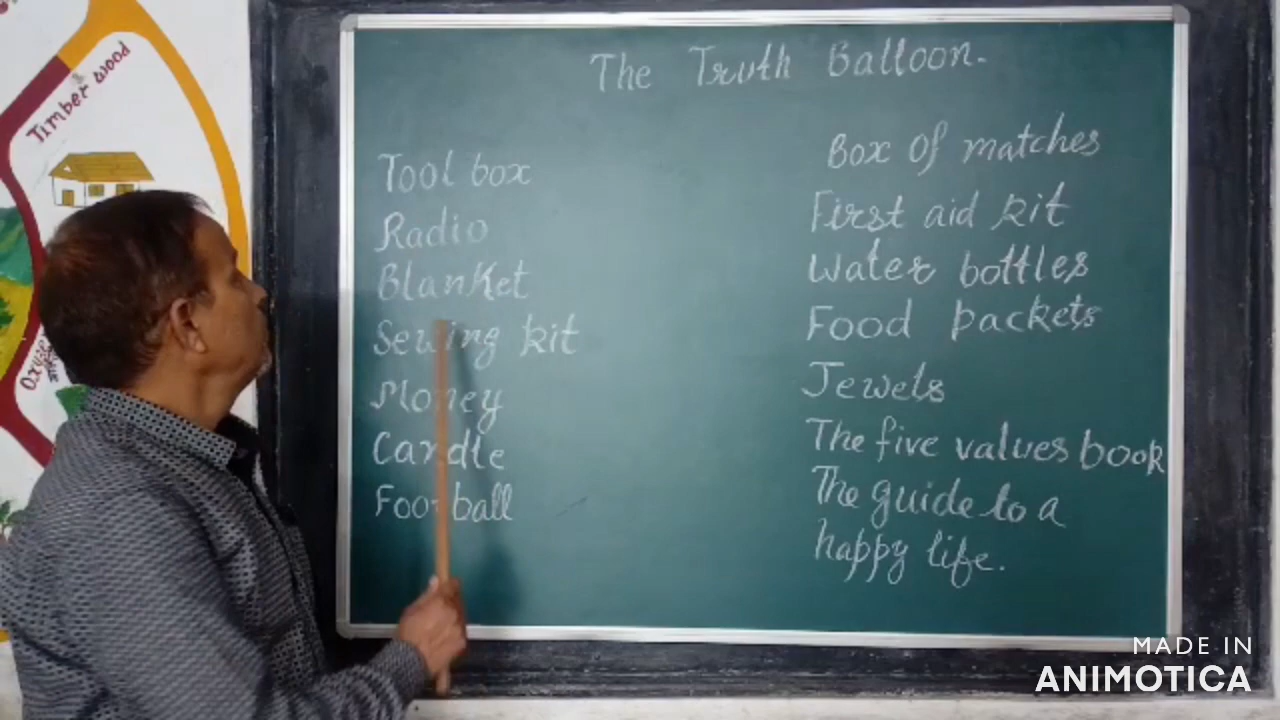 Timber wood
The Truth Balloon.
Tool box
Radio
Blanket
Sewing kit
Money
Candle
Football
Box of matches
First aid kit
Water bottles
Food packets
Jewels
The five values book
The guide to a
happy life.
MADE IN
ANIMOTICA